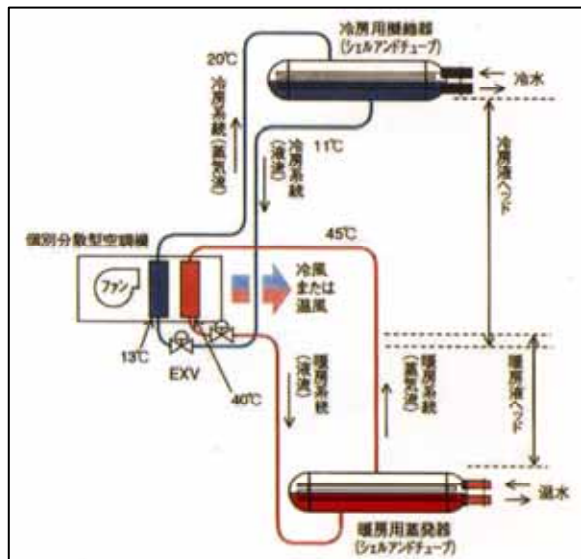 冷房用擬縮器
(シェルアンドチューブ)
20℃
冷水
冷房系統
(蒸気流)
冷房系統
(液流)
11℃
冷房液ヘッド
個別分散型空調機
45℃
ファン
冷風
または
温風
13℃
EXV
40℃
暖房系統
(液流)
暖房系統
(蒸気流)
暖房液ヘッド
温水
暖房用蒸発器
(シェルアンドチューブ)